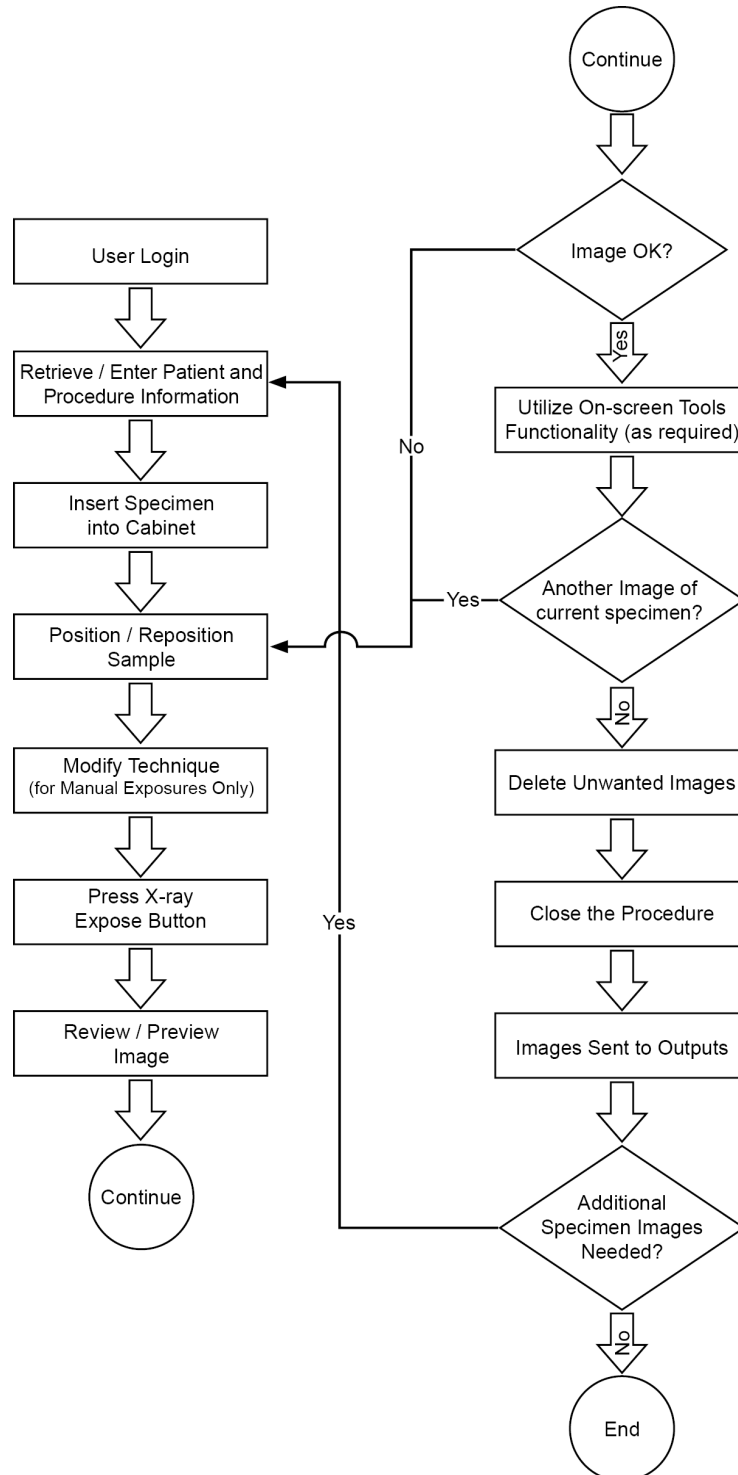 User Login
Retrieve / Enter Patient and
Procedure Information
Insert Specimen
into Cabinet
Position / Reposition
Sample
Modify Technique
(for Manual Exposures Only)
Press X-ray
Expose Button
Review / Preview
Image
Continue
Continue
Image OK?
No
Yes
Utilize On-screen Tools
Functionality (as required)
Another Image of
current specimen?
Yes
No
Delete Unwanted Images
Close the Procedure
Images Sent to Outputs
Additional
Specimen Images
Needed?
Yes
No
End